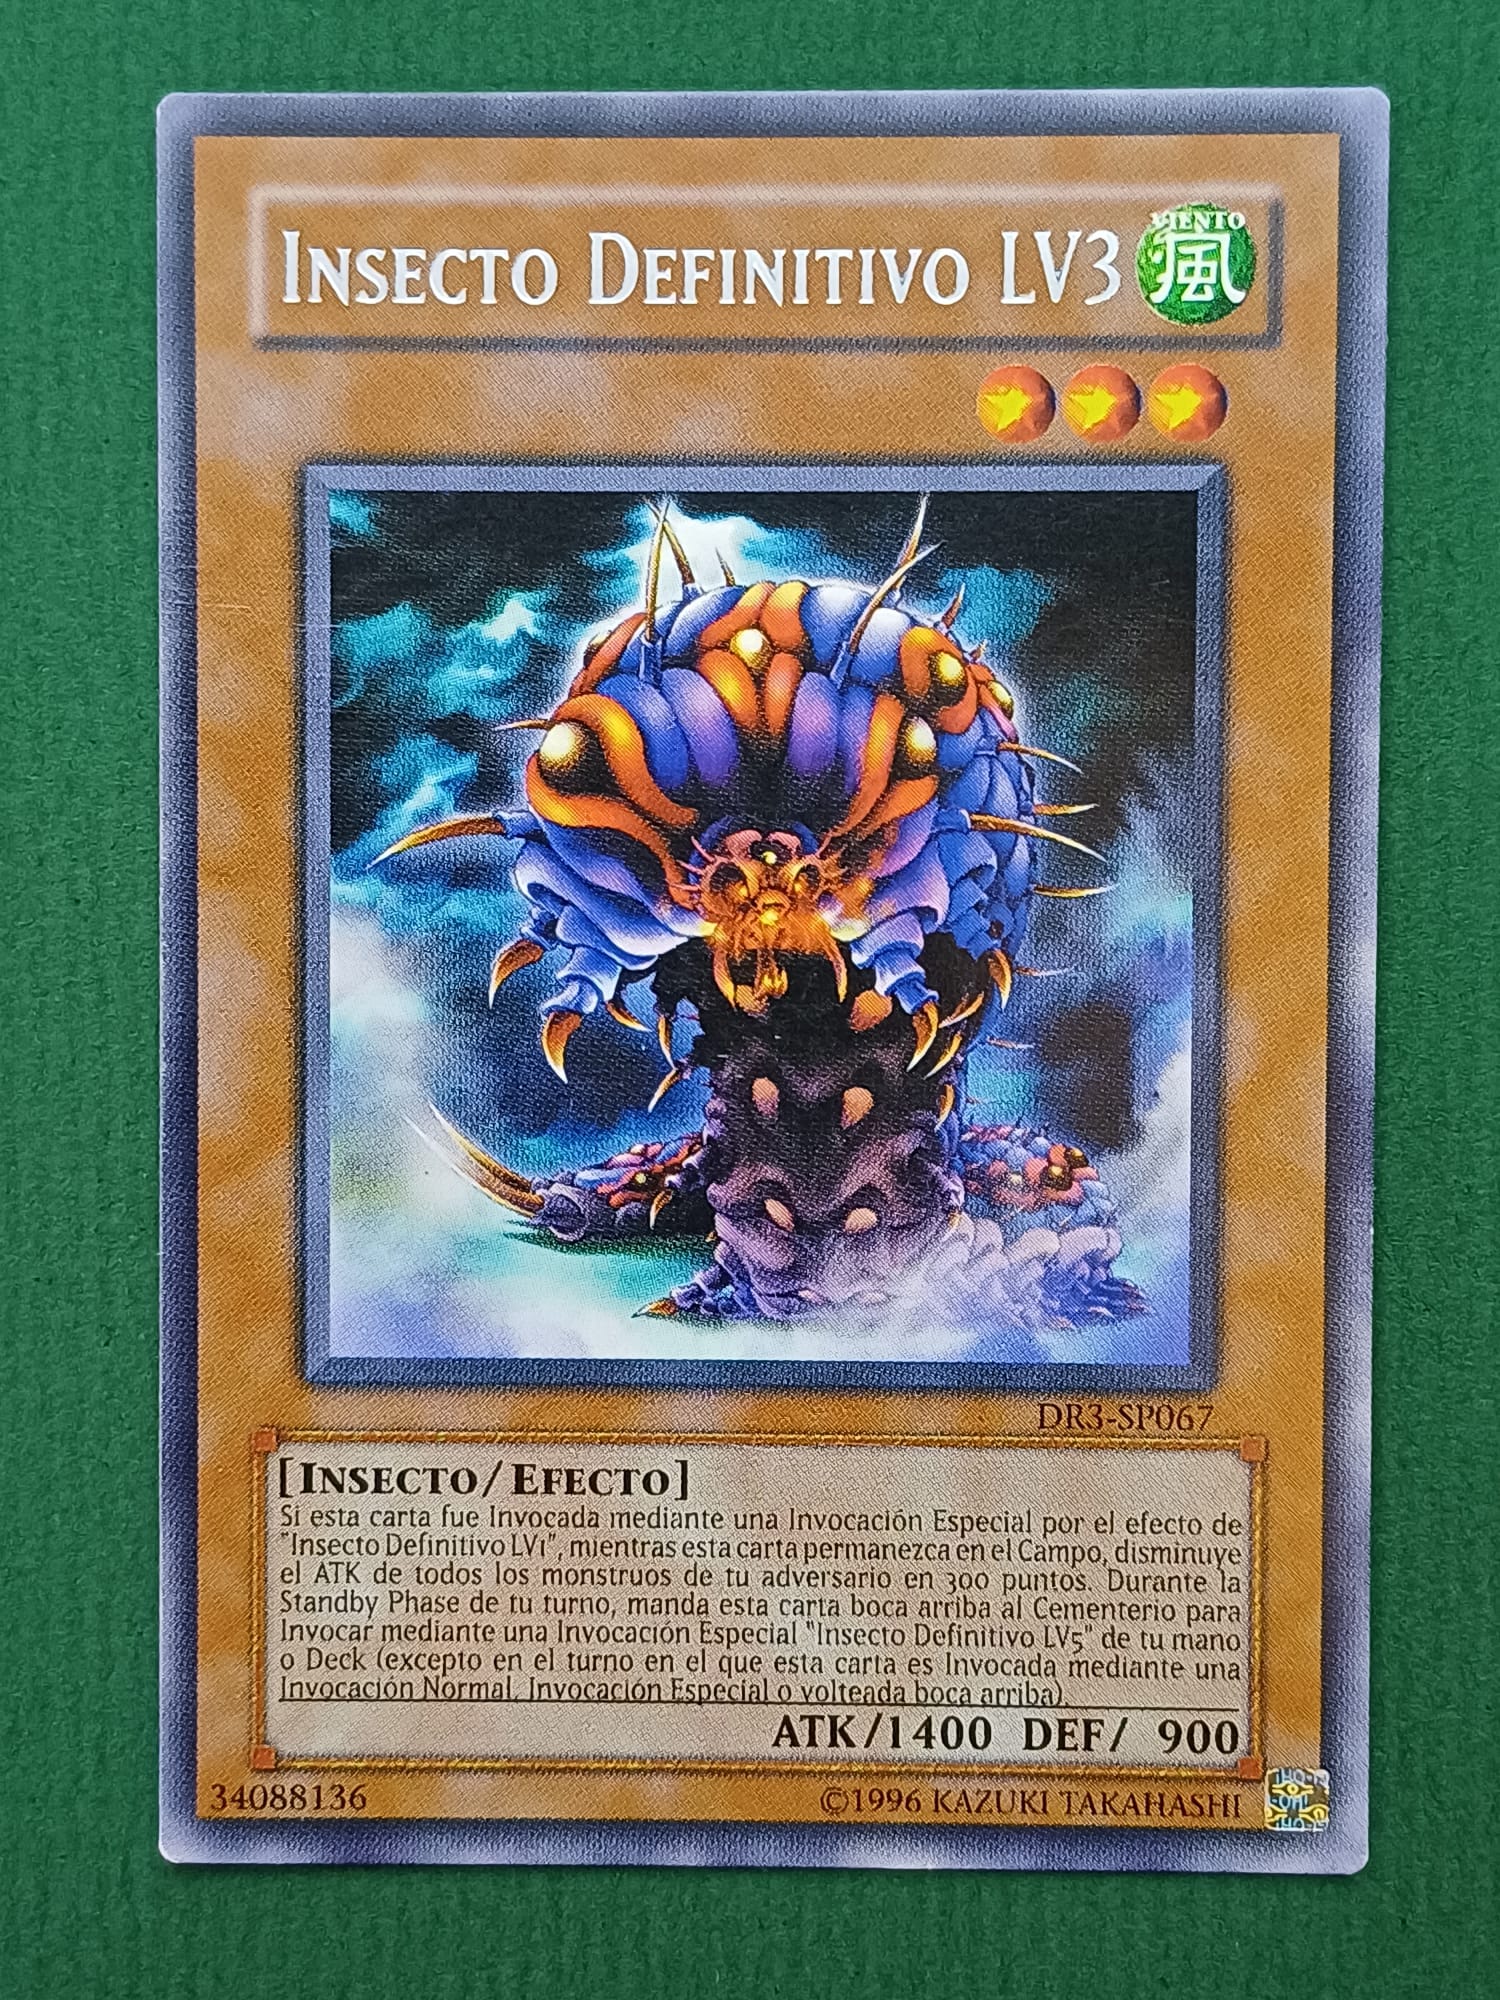 INSECTO DEFINITIVO LV3
VIENTO
風
DR3-SP067
[INSECTO/EFECTO]
Si esta carta fue Invocada mediante una Invocación Especial por el efecto de
"Insecto Definitivo LV1", mientras esta carta permanezca en el Campo, disminuye
el ATK de todos los monstruos de tu adversario en 300 puntos. Durante la
Standby Phase de tu turno, manda esta carta boca arriba al Cementerio para
Invocar mediante una Invocación Especial "Insecto Definitivo LV5" de tu mano
o Deck (excepto en el turno en el que esta carta es Invocada mediante una
Invocación Normal, Invocación Especial o volteada boca arriba).
ATK/1400 DEF/ 900
34088136
©1996 KAZUKI TAKAHASHI